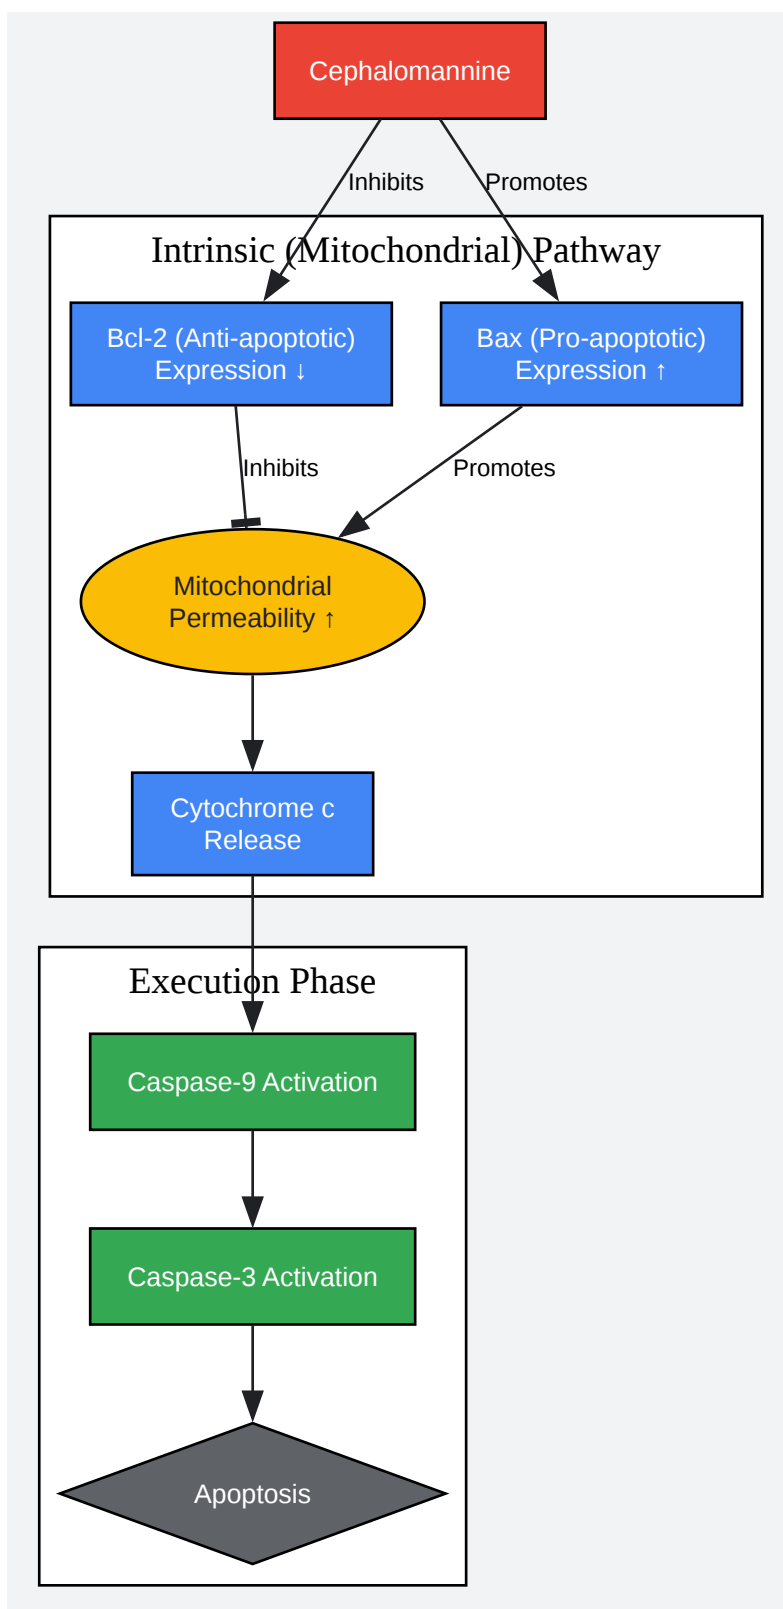 Cephalomannine
Inhibits
Promotes
Intrinsic (Mitochondrial) Pathway
Bcl-2 (Anti-apoptotic)
Expression ↓
Bax (Pro-apoptotic)
Expression ↑
Inhibits
Promotes
Mitochondrial
Permeability ↑
Cytochrome c
Release
Execution Phase
Caspase-9 Activation
Caspase-3 Activation
Apoptosis